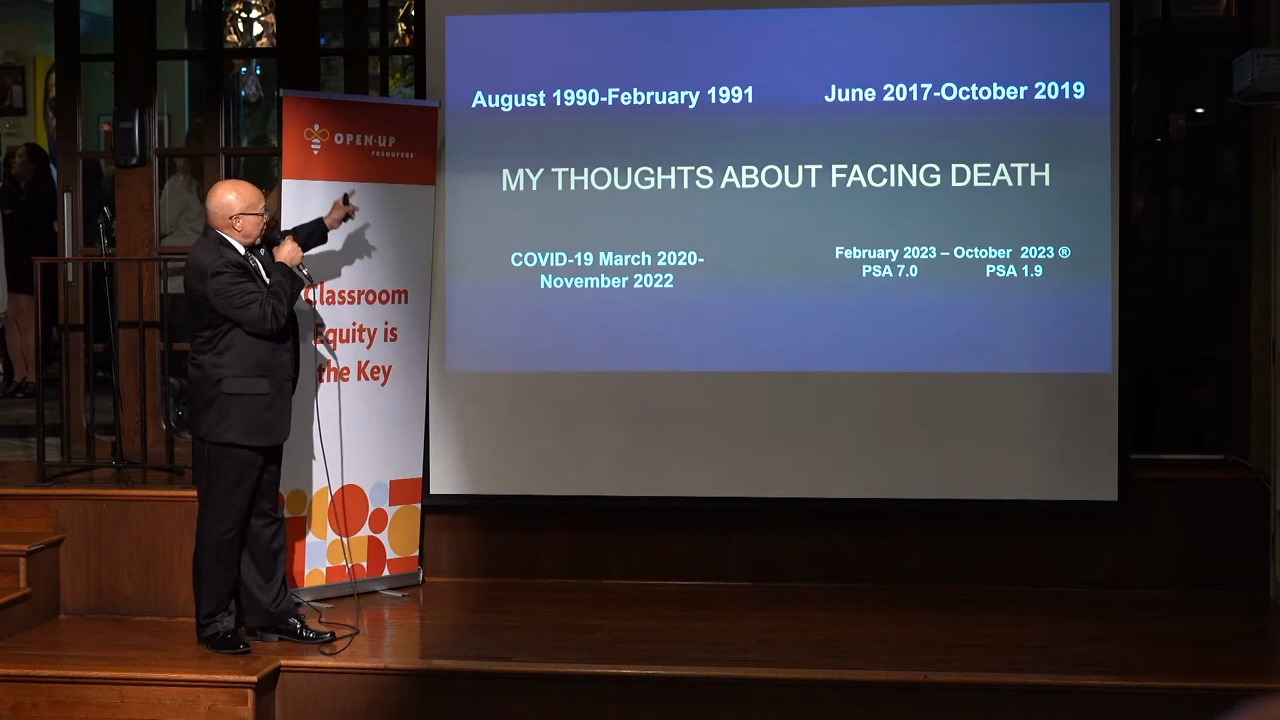 OPEN-UP
resources
Classroom
Equity is
the Key
August 1990-February 1991
June 2017-October 2019
MY THOUGHTS ABOUT FACING DEATH
COVID-19 March 2020-
November 2022
February 2023 – October 2023 ®
PSA 7.0 PSA 1.9